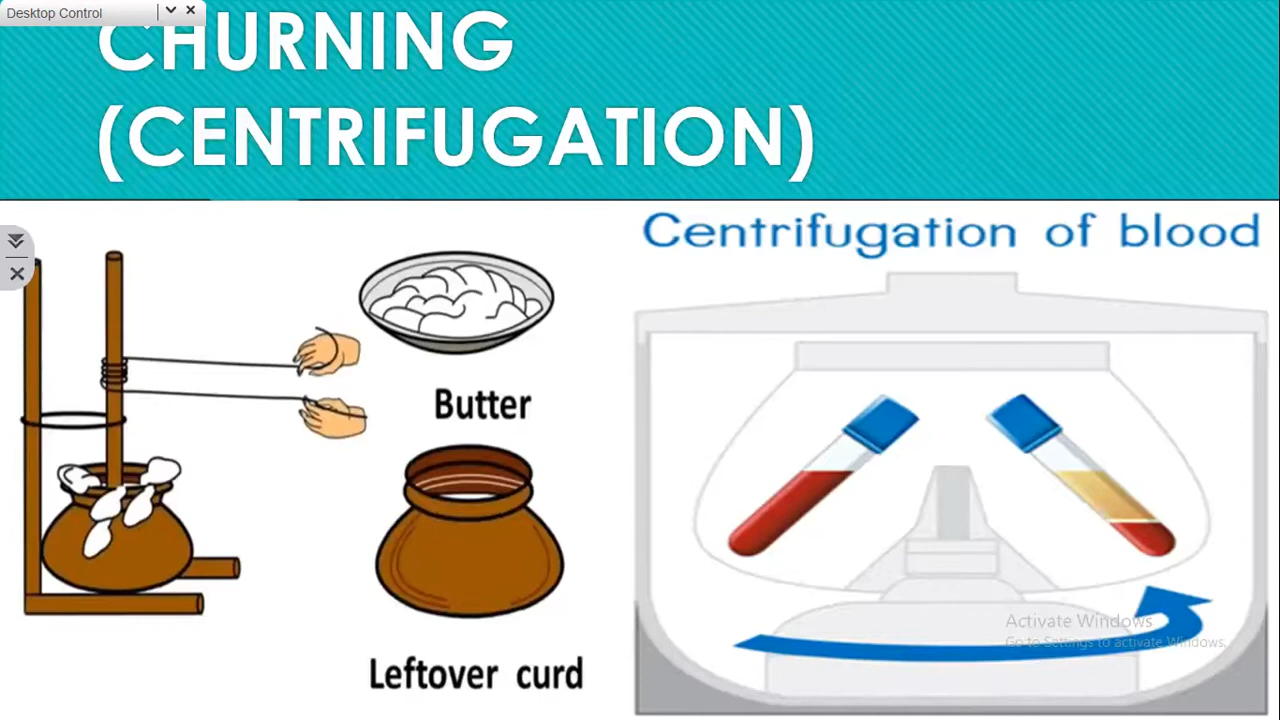 Desktop Control
CHURNING
(CENTRIFUGATION)
Centrifugation of blood
Butter
Leftover curd
Activate Windows
Go to Settings to activate Windows.